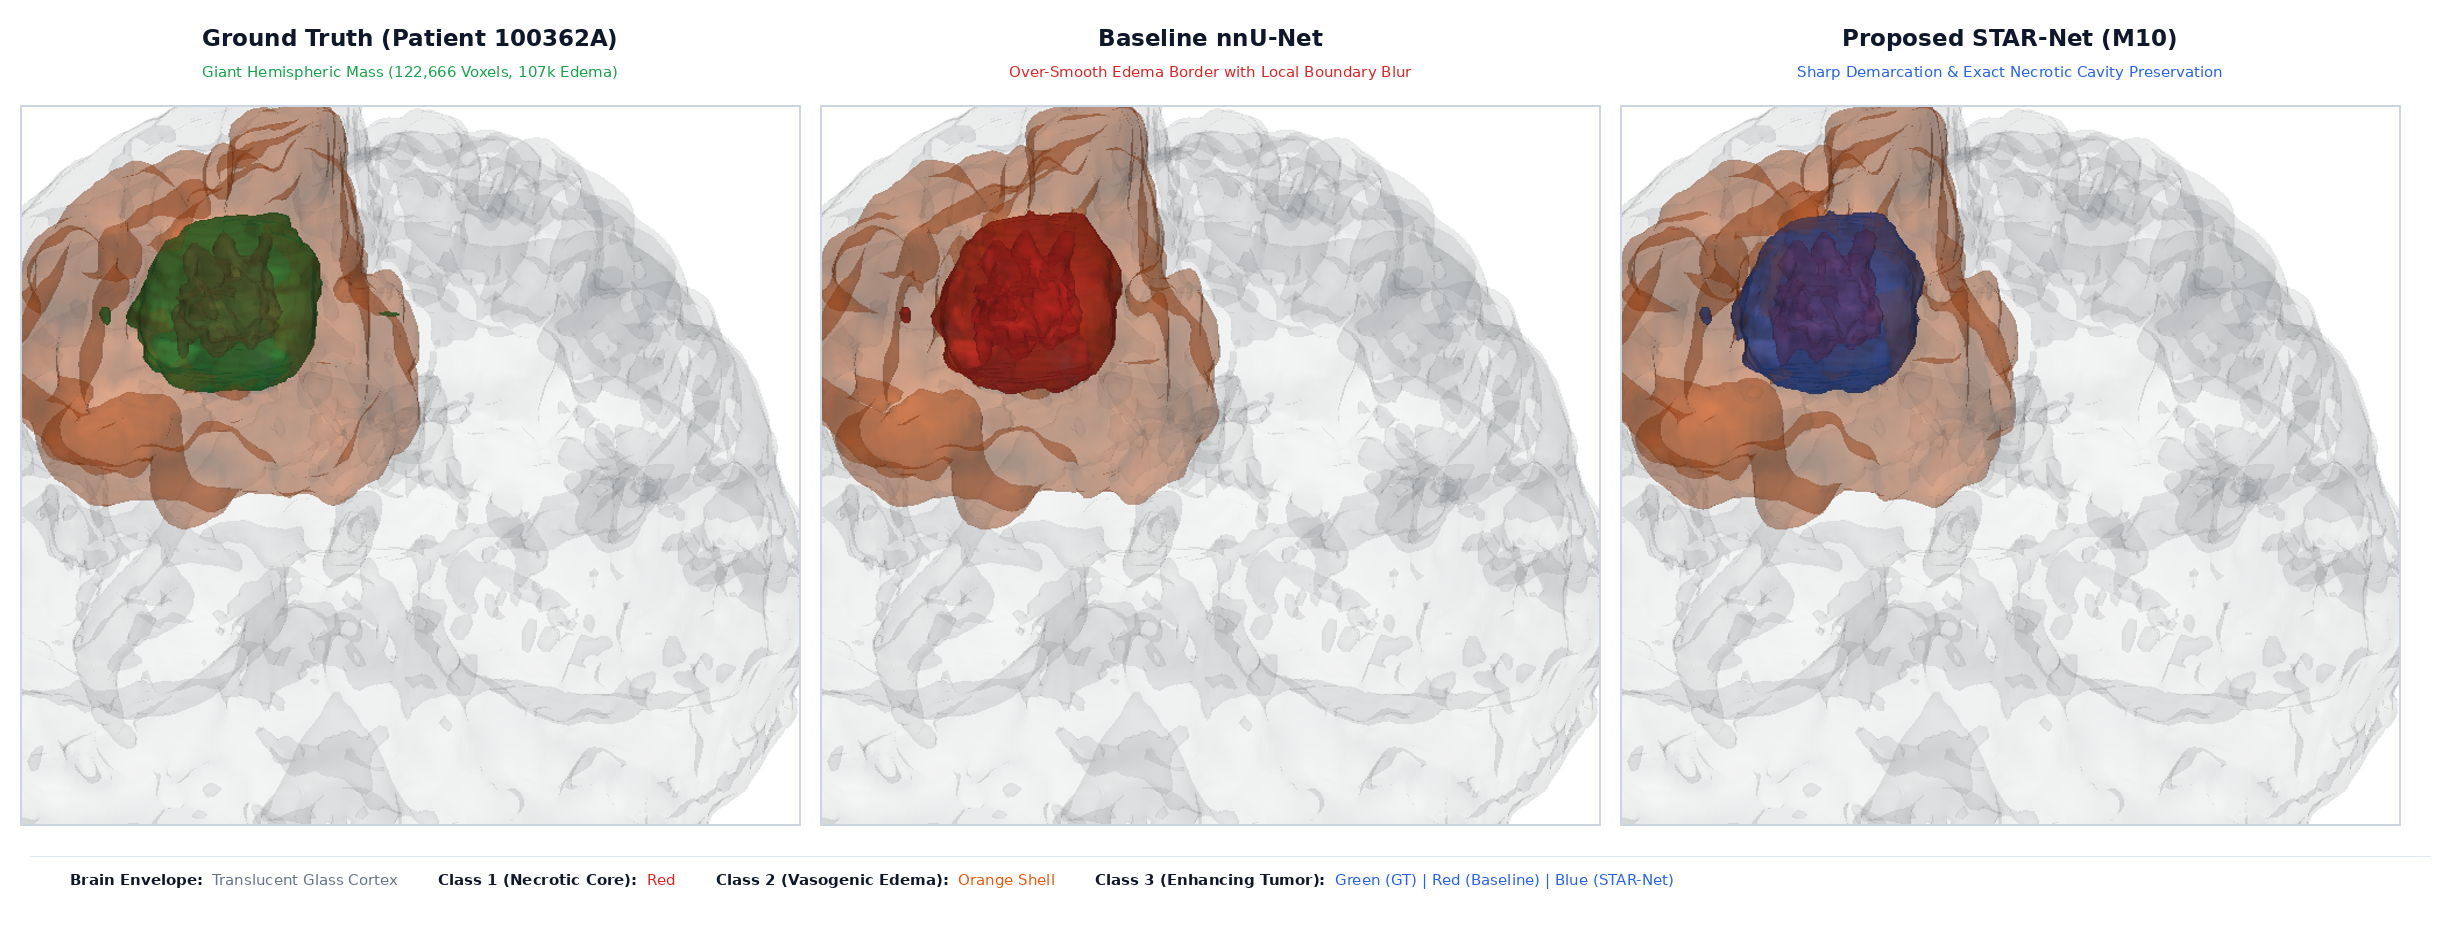 Ground Truth (Patient 100362A)
Giant Hemispheric Mass (122,666 Voxels, 107k Edema)
Baseline nnU-Net
Over-Smooth Edema Border with Local Boundary Blur
Proposed STAR-Net (M10)
Sharp Demarcation & Exact Necrotic Cavity Preservation
Brain Envelope: Translucent Glass Cortex Class 1 (Necrotic Core): Red Class 2 (Vasogenic Edema): Orange Shell Class 3 (Enhancing Tumor): Green (GT) | Red (Baseline) | Blue (STAR-Net)